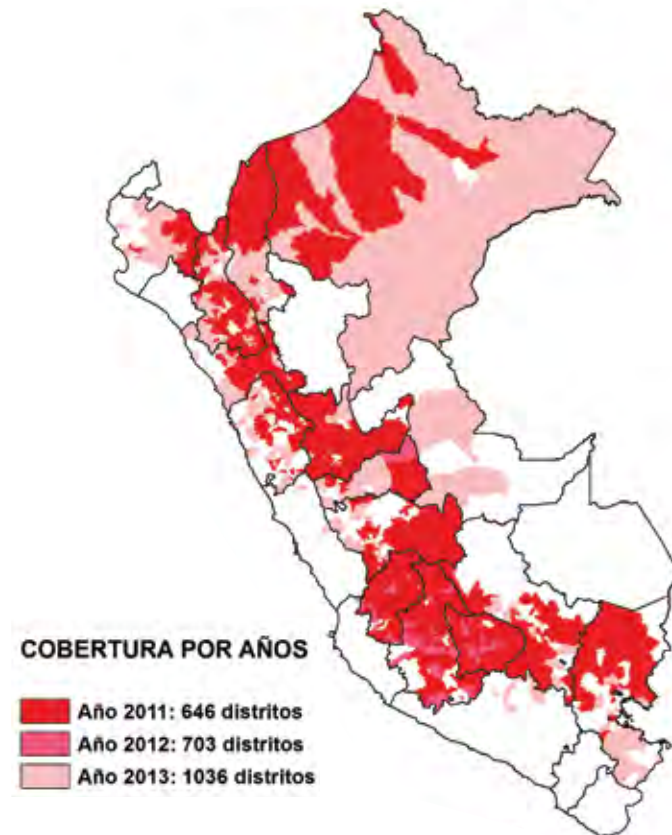 COBERTURA POR AÑOS
Año 2011: 646 distritos
Año 2012: 703 distritos
Año 2013: 1036 distritos